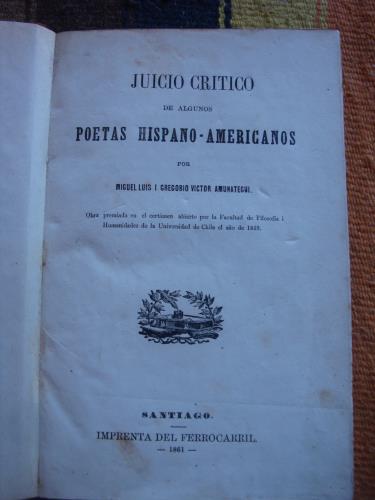 JUICIO CRITICO
DE ALGUNOS
POETAS HISPANO-AMERICANOS
POR
MIGUEL LUIS I GREGORIO VICTOR AMUNATEGUI.
Obra premiada en el certámen abierto por la Facultad de Filosofía i
Humanidades de la Universidad de Chile el año de 1859.
SANTIAGO.
IMPRENTA DEL FERROCARRIL.
— 1861 —